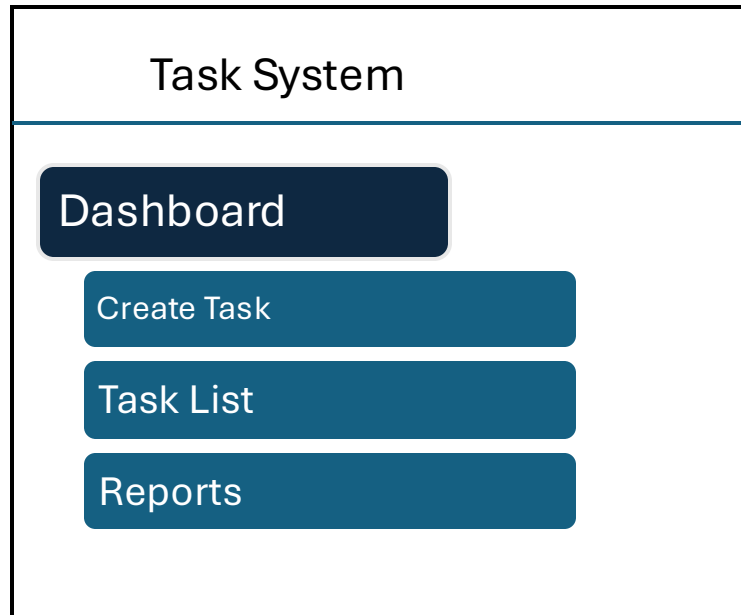 Task System
Dashboard
Create Task
Task List
Reports